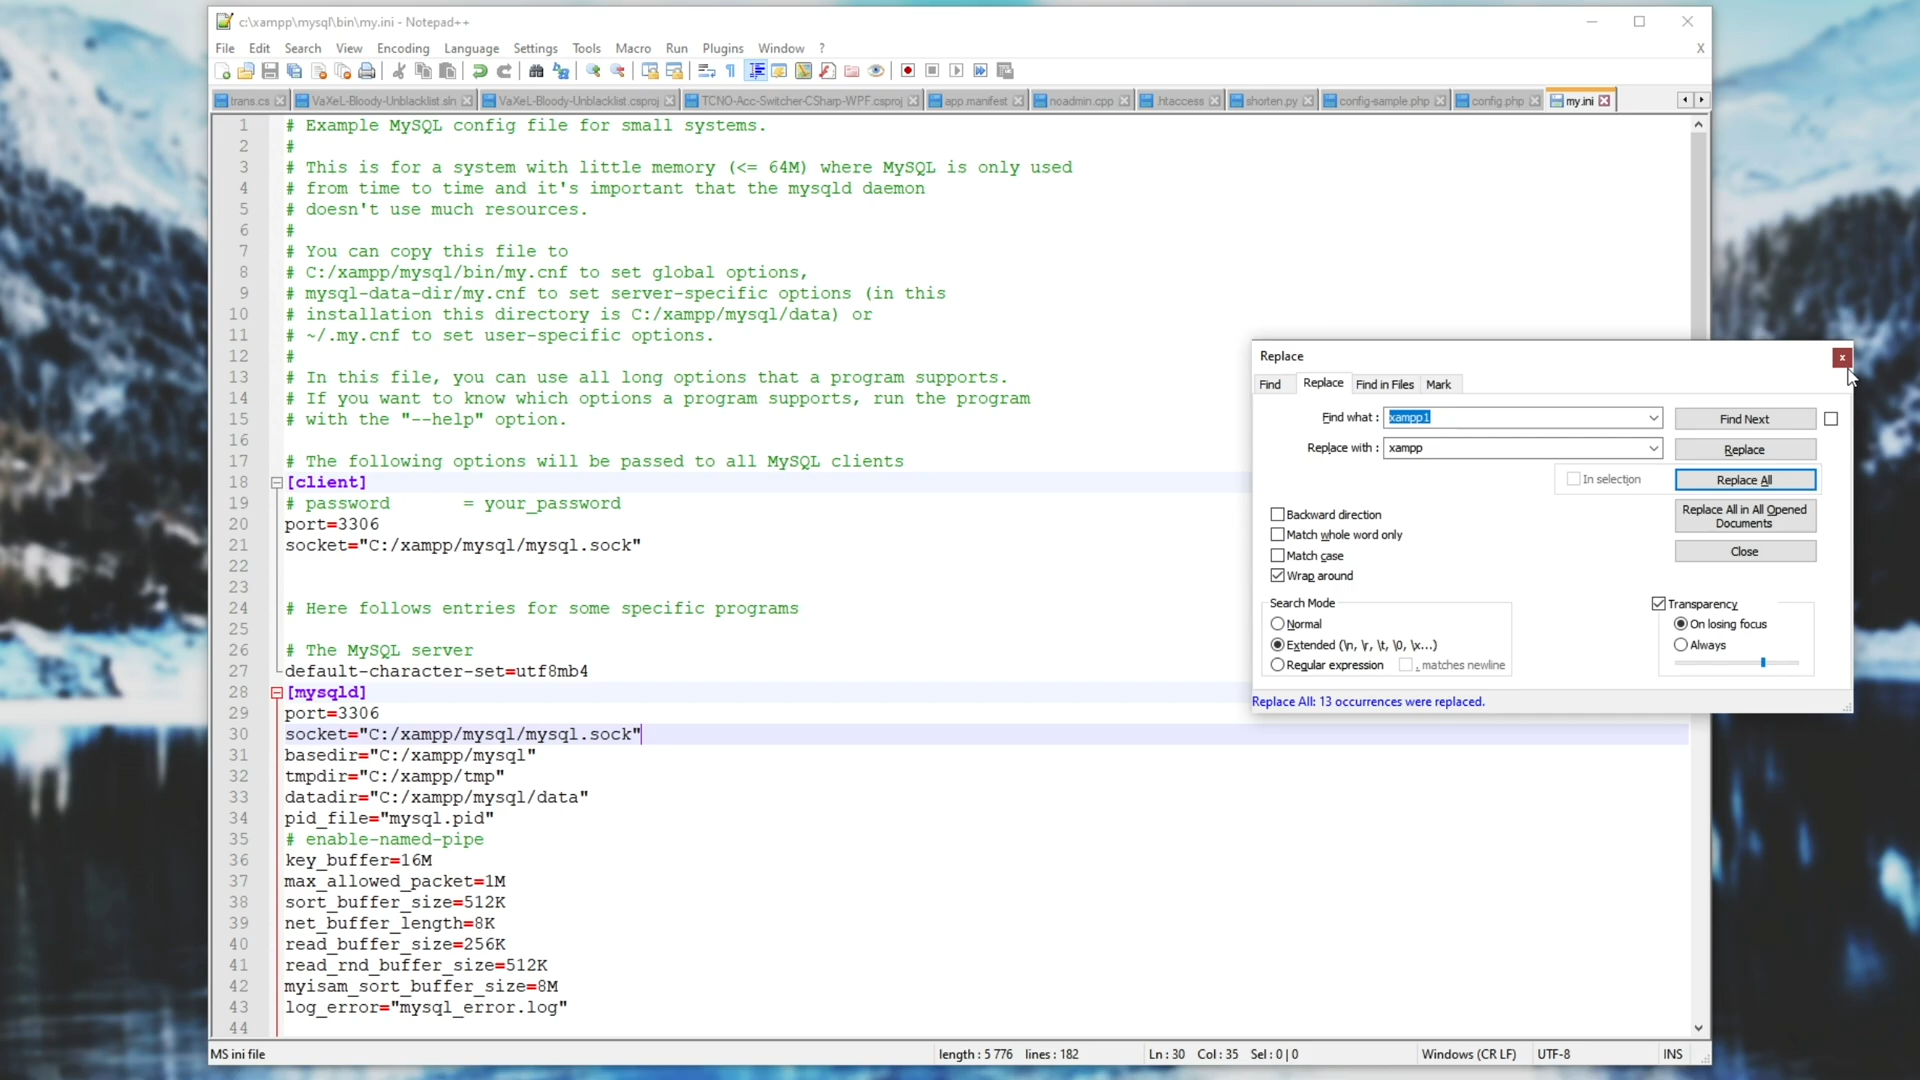 c:\xampp\mysql\bin\my.ini - Notepad++
File Edit Search View Encoding Language Settings Tools Macro Run Plugins Window ?
X
trans.cs VaXeL-Bloody-Unblacklist.sln VaXeL-Bloody-Unblacklist.csproj TCNO-Acc-Switcher-CSharp-WPF.csproj app.manifest noadmin.cpp .htaccess shorten.py config-sample.php config.php my.ini
1 # Example MySQL config file for small systems.
2 #
3 # This is for a system with little memory (<= 64M) where MySQL is only used
4 # from time to time and it's important that the mysqld daemon
5 # doesn't use much resources.
6 #
7 # You can copy this file to
8 # C:/xampp/mysql/bin/my.cnf to set global options,
9 # mysql-data-dir/my.cnf to set server-specific options (in this
10 # installation this directory is C:/xampp/mysql/data) or
11 # ~/.my.cnf to set user-specific options.
12 #
13 # In this file, you can use all long options that a program supports.
14 # If you want to know which options a program supports, run the program
15 # with the "--help" option.
16
17 # The following options will be passed to all MySQL clients
18 [client]
19 # password       = your_password
20 port=3306
21 socket="C:/xampp/mysql/mysql.sock"
22
23
24 # Here follows entries for some specific programs
25
26 # The MySQL server
27 default-character-set=utf8mb4
28 [mysqld]
29 port=3306
30 socket="C:/xampp/mysql/mysql.sock"
31 basedir="C:/xampp/mysql"
32 tmpdir="C:/xampp/tmp"
33 datadir="C:/xampp/mysql/data"
34 pid_file="mysql.pid"
35 # enable-named-pipe
36 key_buffer=16M
37 max_allowed_packet=1M
38 sort_buffer_size=512K
39 net_buffer_length=8K
40 read_buffer_size=256K
41 read_rnd_buffer_size=512K
42 myisam_sort_buffer_size=8M
43 log_error="mysql_error.log"
44
Replace
x
Find Replace Find in Files Mark
Find what : xampp1 Find Next
Replace with : xampp Replace
In selection Replace All
Replace All in All Opened
Documents
Close
Backward direction
Match whole word only
Match case
Wrap around
Search Mode
Normal
Extended (\n, \r, \t, \0, \x...)
Regular expression . matches newline
Transparency
On losing focus
Always
Replace All: 13 occurrences were replaced.
MS ini file length : 5 776 lines : 182 Ln : 30 Col : 35 Sel : 0 | 0 Windows (CR LF) UTF-8 INS